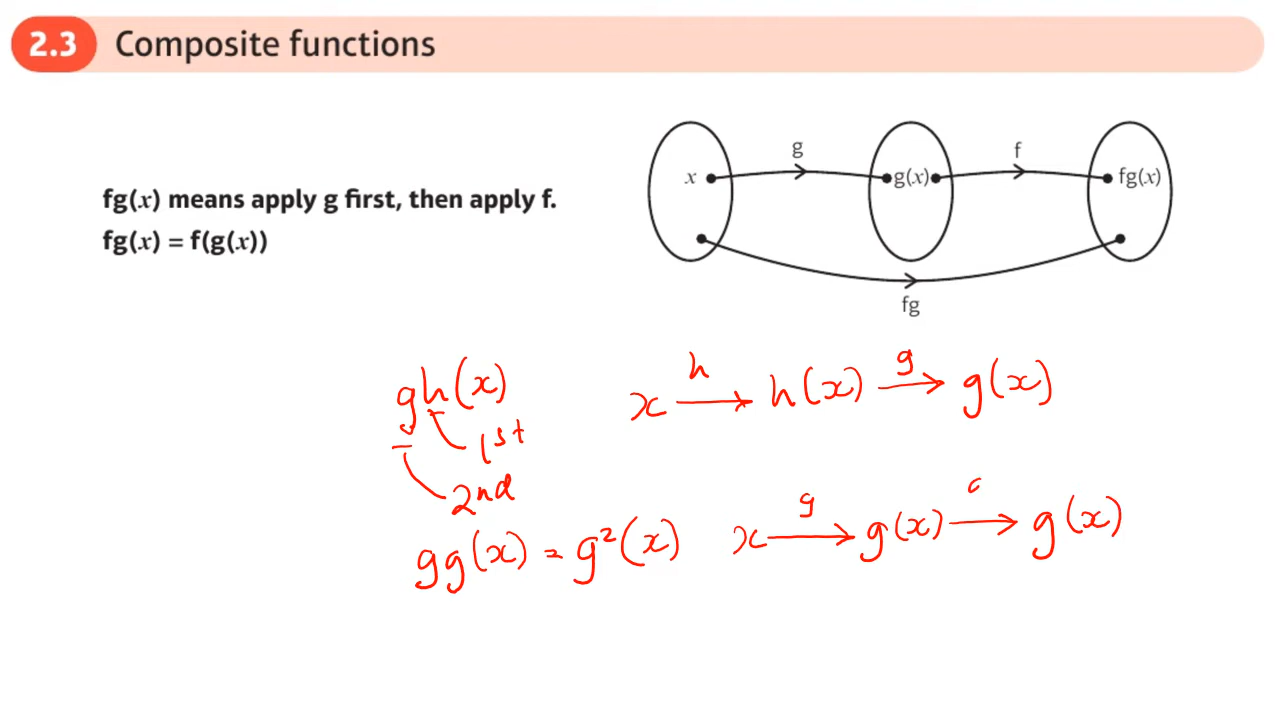 2.3 Composite functions
fg(x) means apply g first, then apply f.
fg(x) = f(g(x))
g f
x g(x) fg(x)
fg
gh(x)
1st
2nd
x h→ h(x) g→ g(x)
gg(x) = g²(x)
x g→ g(x) → g(x)